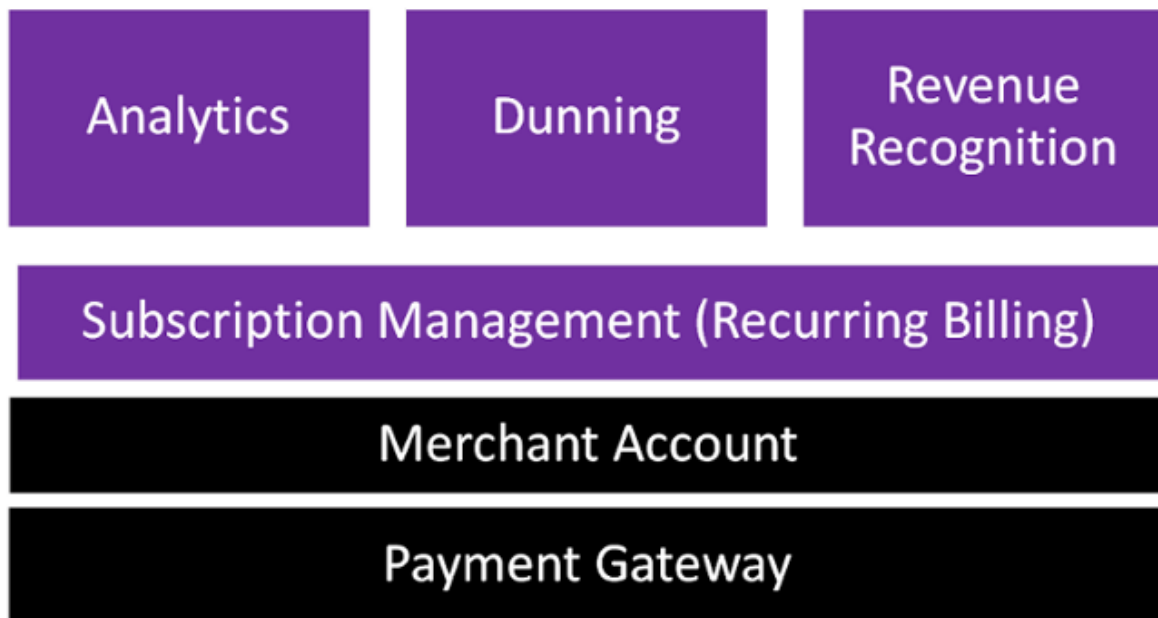 Analytics
Dunning
Revenue
Recognition
Subscription Management (Recurring Billing)
Merchant Account
Payment Gateway